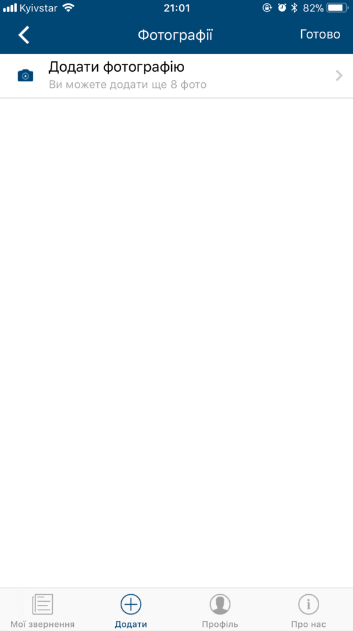 Kyivstar 21:01 82%
Фотографії Готово
Додати фотографію
Ви можете додати ще 8 фото
Мої звернення Додати Профіль Про нас